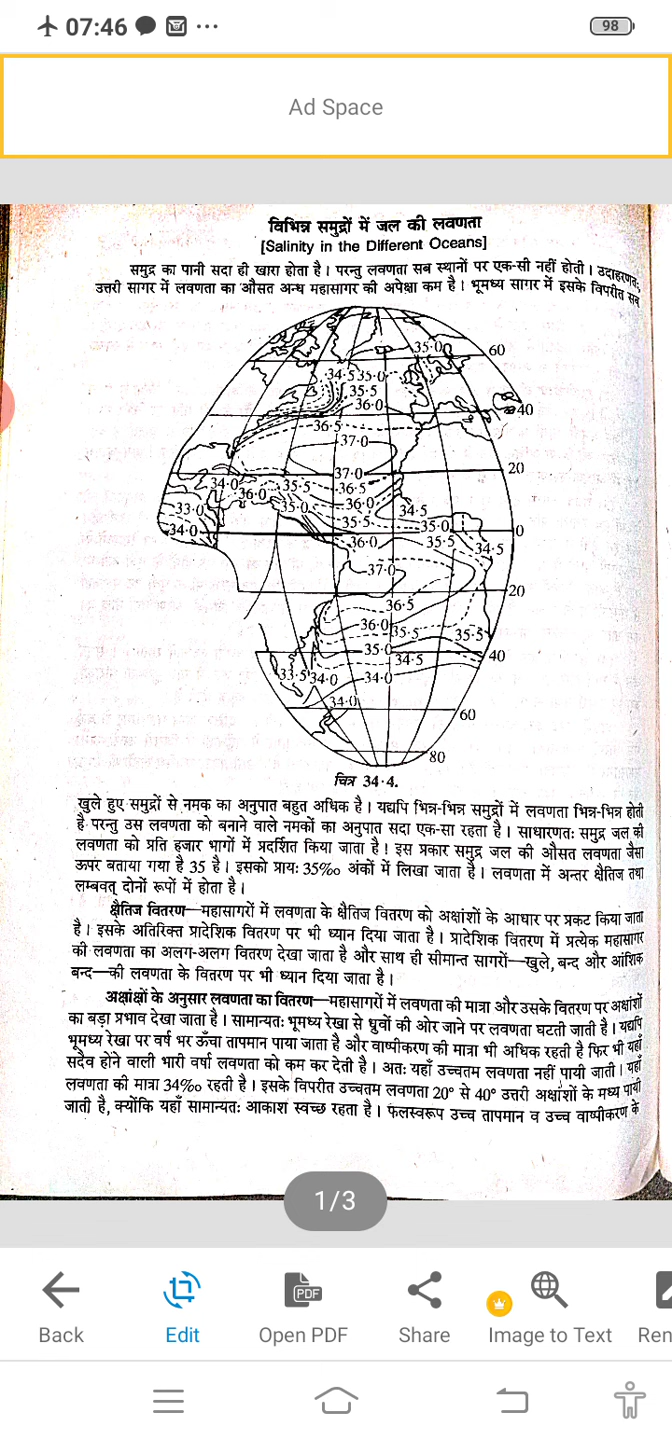 07:46
98
Ad Space
विभिन्न समुद्रों में जल की लवणता
[Salinity in the Different Oceans]
समुद्र का पानी सदा ही खारा होता है। परन्तु लवणता सब स्थानों पर एक-सी नहीं होती। उदाहरणतः,
उत्तरी सागर में लवणता का औसत अन्ध महासागर की अपेक्षा कम है। भूमध्य सागर में इसके विपरीत सब
35·0 60
34·5 35·0
35·5
36·0 40
36·5
37·0
37·0 20
34·0 36·0 35·5 36·5
33·0 35·0 36·0 34·5
34·0 35·5 35·0 0
36·0 35·5 34·5
37·0
20
36·5
36·0 35·5 35·5
35·0 34·5 40
33·5 34·0 34·0
34·0 60
80
चित्र 34·4.
खुले हुए समुद्रों से नमक का अनुपात बहुत अधिक है। यद्यपि भिन्न-भिन्न समुद्रों में लवणता भिन्न-भिन्न होती
है परन्तु उस लवणता को बनाने वाले नमकों का अनुपात सदा एक-सा रहता है। साधारणतः समुद्र जल की
लवणता को प्रति हजार भागों में प्रदर्शित किया जाता है! इस प्रकार समुद्र जल की औसत लवणता जैसा
ऊपर बताया गया है 35 है। इसको प्रायः 35‰ अंकों में लिखा जाता है। लवणता में अन्तर क्षैतिज तथा
लम्बवत् दोनों रूपों में होता है।
क्षैतिज वितरण—महासागरों में लवणता के क्षैतिज वितरण को अक्षांशों के आधार पर प्रकट किया जाता
है। इसके अतिरिक्त प्रादेशिक वितरण पर भी ध्यान दिया जाता है। प्रादेशिक वितरण में प्रत्येक महासागर
की लवणता का अलग-अलग वितरण देखा जाता है और साथ ही सीमान्त सागरों—खुले, बन्द और आंशिक
बन्द—की लवणता के वितरण पर भी ध्यान दिया जाता है।
अक्षांक्षों के अनुसार लवणता का वितरण—महासागरों में लवणता की मात्रा और उसके वितरण पर अक्षांशों
का बड़ा प्रभाव देखा जाता है। सामान्यतः भूमध्य रेखा से ध्रुवों की ओर जाने पर लवणता घटती जाती है। यद्यपि
भूमध्य रेखा पर वर्ष भर ऊँचा तापमान पाया जाता है और वाष्पीकरण की मात्रा भी अधिक रहती है फिर भी यहाँ
सदैव होने वाली भारी वर्षा लवणता को कम कर देती है। अतः यहाँ उच्चतम लवणता नहीं पायी जाती। यहाँ
लवणता की मात्रा 34‰ रहती है। इसके विपरीत उच्चतम लवणता 20° से 40° उत्तरी अक्षांशों के मध्य पायी
जाती है, क्योंकि यहाँ सामान्यतः आकाश स्वच्छ रहता है। फलस्वरूप उच्च तापमान व उच्च वाष्पीकरण के
1/3
PDF
Back Edit Open PDF Share Image to Text Ren